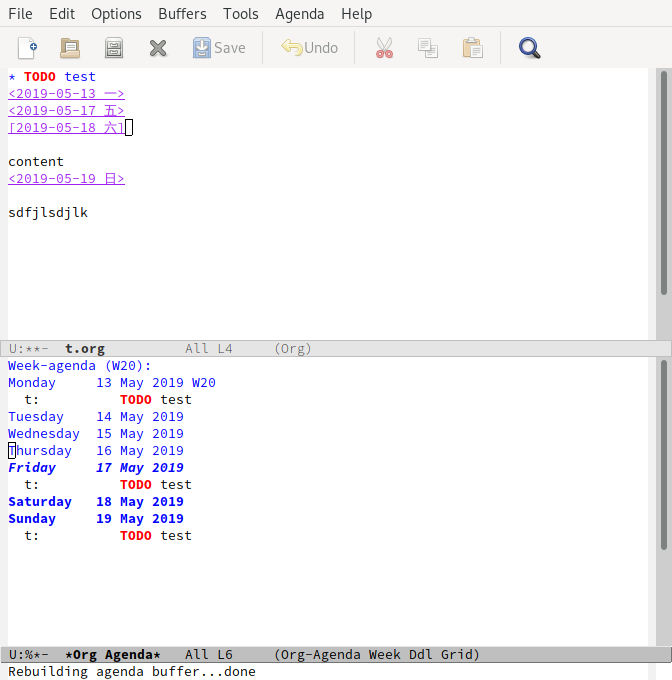 File Edit Options Buffers Tools Agenda Help
Save Undo
* TODO test
<2019-05-13 一>
<2019-05-17 五>
[2019-05-18 六]
content
<2019-05-19 日>
sdfjlsdjlk
U:**- t.org All L4 (Org)
Week-agenda (W20):
Monday 13 May 2019 W20
t: TODO test
Tuesday 14 May 2019
Wednesday 15 May 2019
Thursday 16 May 2019
Friday 17 May 2019
t: TODO test
Saturday 18 May 2019
Sunday 19 May 2019
t: TODO test
U:%*- *Org Agenda* All L6 (Org-Agenda Week Ddl Grid)
Rebuilding agenda buffer...done